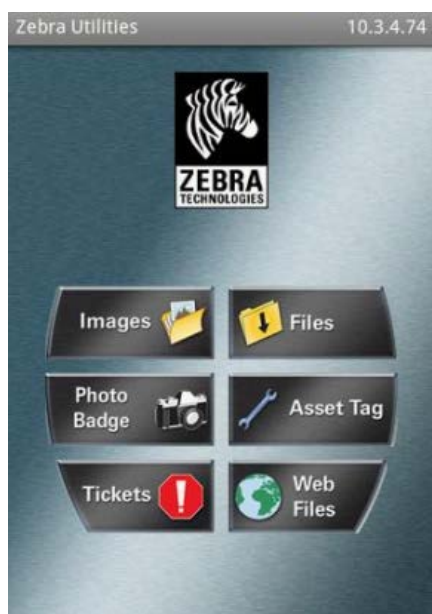 Zebra Utilities 10.3.4.74
ZEBRA
TECHNOLOGIES
Images
Files
Photo
Badge
Asset Tag
Tickets
Web
Files